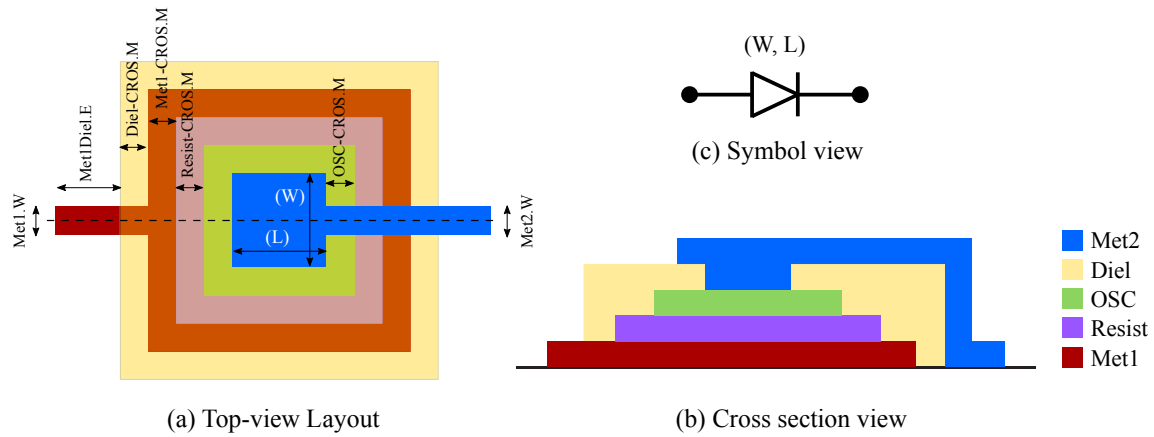 Met1.W
Met1Diel.E
Diel-CROS.M
Met1-CROS.M
Resist-CROS.M
OSC-CROS.M
(W)
(L)
Met2.W
(a) Top-view Layout
(W, L)
(c) Symbol view
Met2
Diel
OSC
Resist
Met1
(b) Cross section view